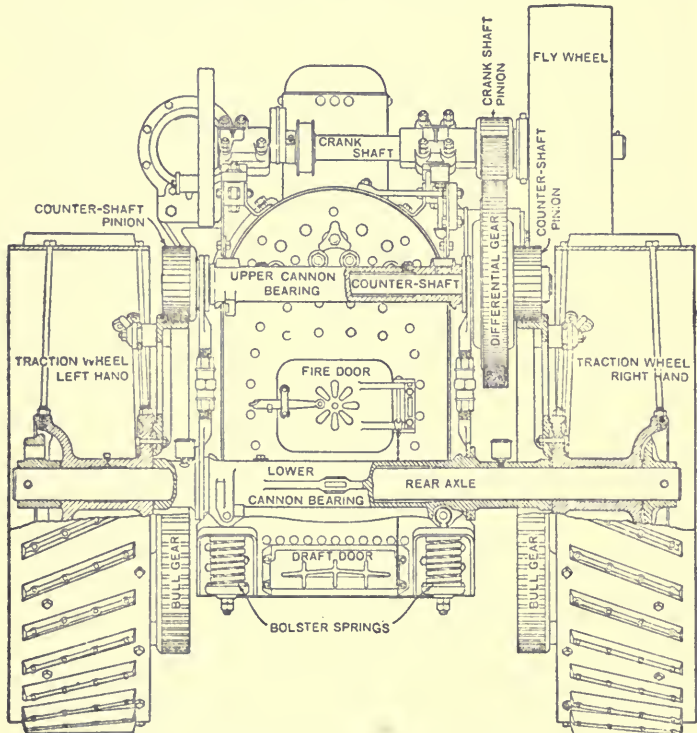 FLY WHEEL
CRANK SHAFT
PINION
CRANK
SHAFT
COUNTER-SHAFT
PINION
COUNTER-SHAFT
PINION
UPPER CANNON
BEARING
COUNTER-SHAFT
DIFFERENTIAL GEAR
TRACTION WHEEL
LEFT HAND
FIRE DOOR
TRACTION WHEEL
RIGHT HAND
LOWER
CANNON BEARING
REAR AXLE
BULL GEAR
DRAFT DOOR
BULL GEAR
BOLSTER SPRINGS